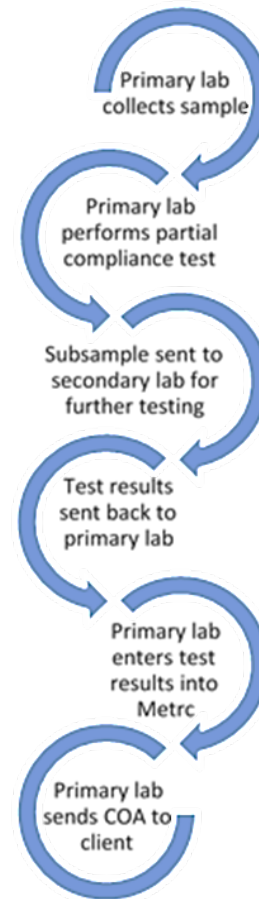 Primary lab
collects sample
Primary lab
performs partial
compliance test
Subsample sent to
secondary lab for
further testing
Test results
sent back to
primary lab
Primary lab
enters test
results into
Metrc
Primary lab
sends COA to
client